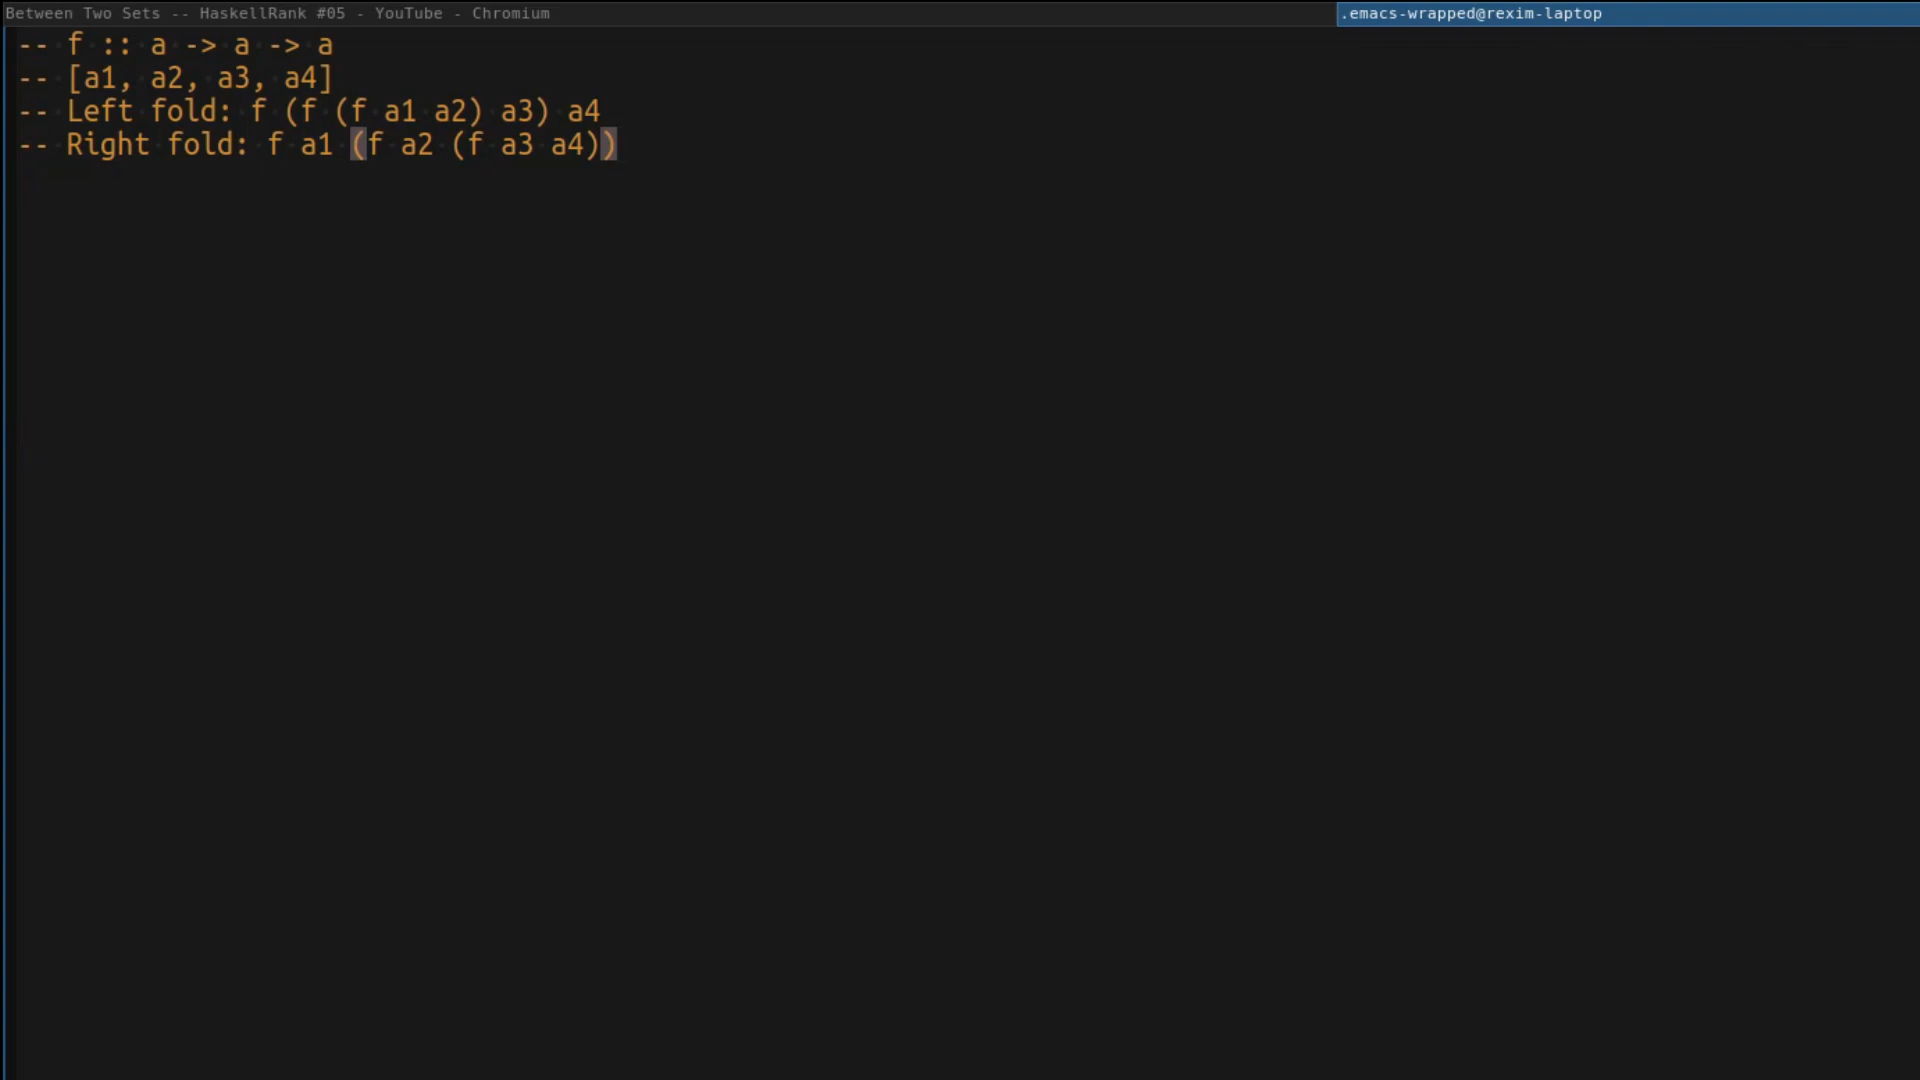 Between Two Sets -- HaskellRank #05 - YouTube - Chromium
.emacs-wrapped@rexim-laptop
-- f :: a -> a -> a
-- [a1, a2, a3, a4]
-- Left fold: f (f (f a1 a2) a3) a4
-- Right fold: f a1 (f a2 (f a3 a4))